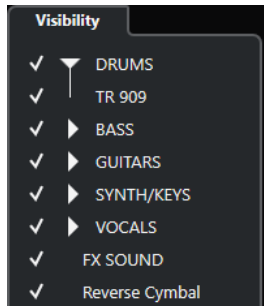 Visibility
DRUMS
TR 909
BASS
GUITARS
SYNTH/KEYS
VOCALS
FX SOUND
Reverse Cymbal